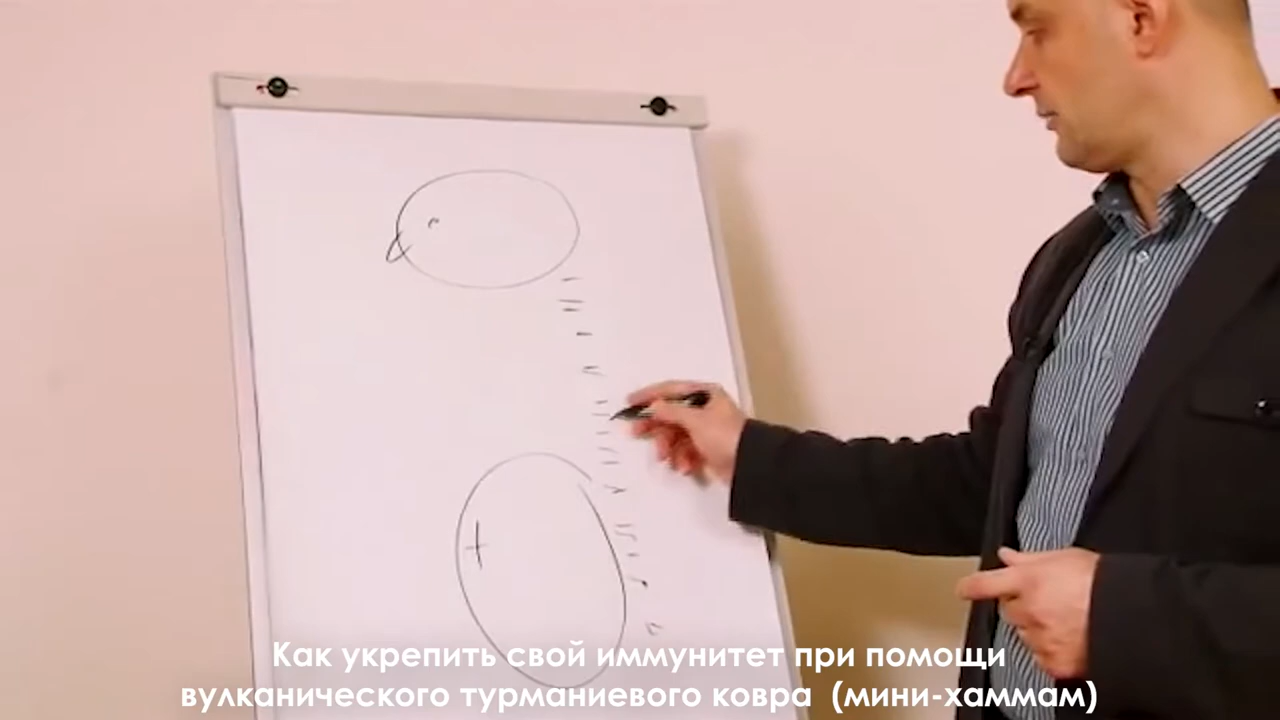 Как укрепить свой иммунитет при помощи
вулканического турманиевого ковра (мини-хаммам)